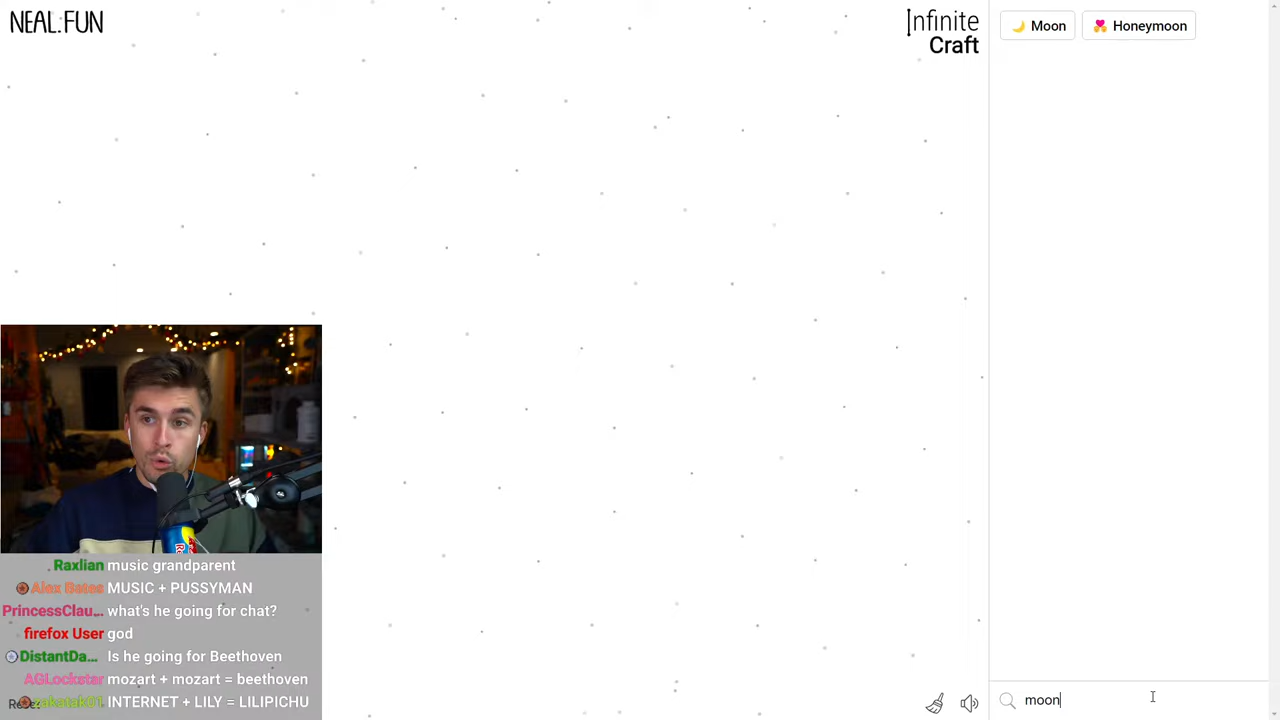 NEAL.FUN
Infinite
Craft
🌙 Moon
💑 Honeymoon
Raxlian music grandparent
Alex Bates MUSIC + PUSSYMAN
PrincessClau... what's he going for chat?
firefox User god
DistantDa... Is he going for Beethoven
AGLockstar mozart + mozart = beethoven
zakatak01 INTERNET + LILY = LILIPICHU
moon